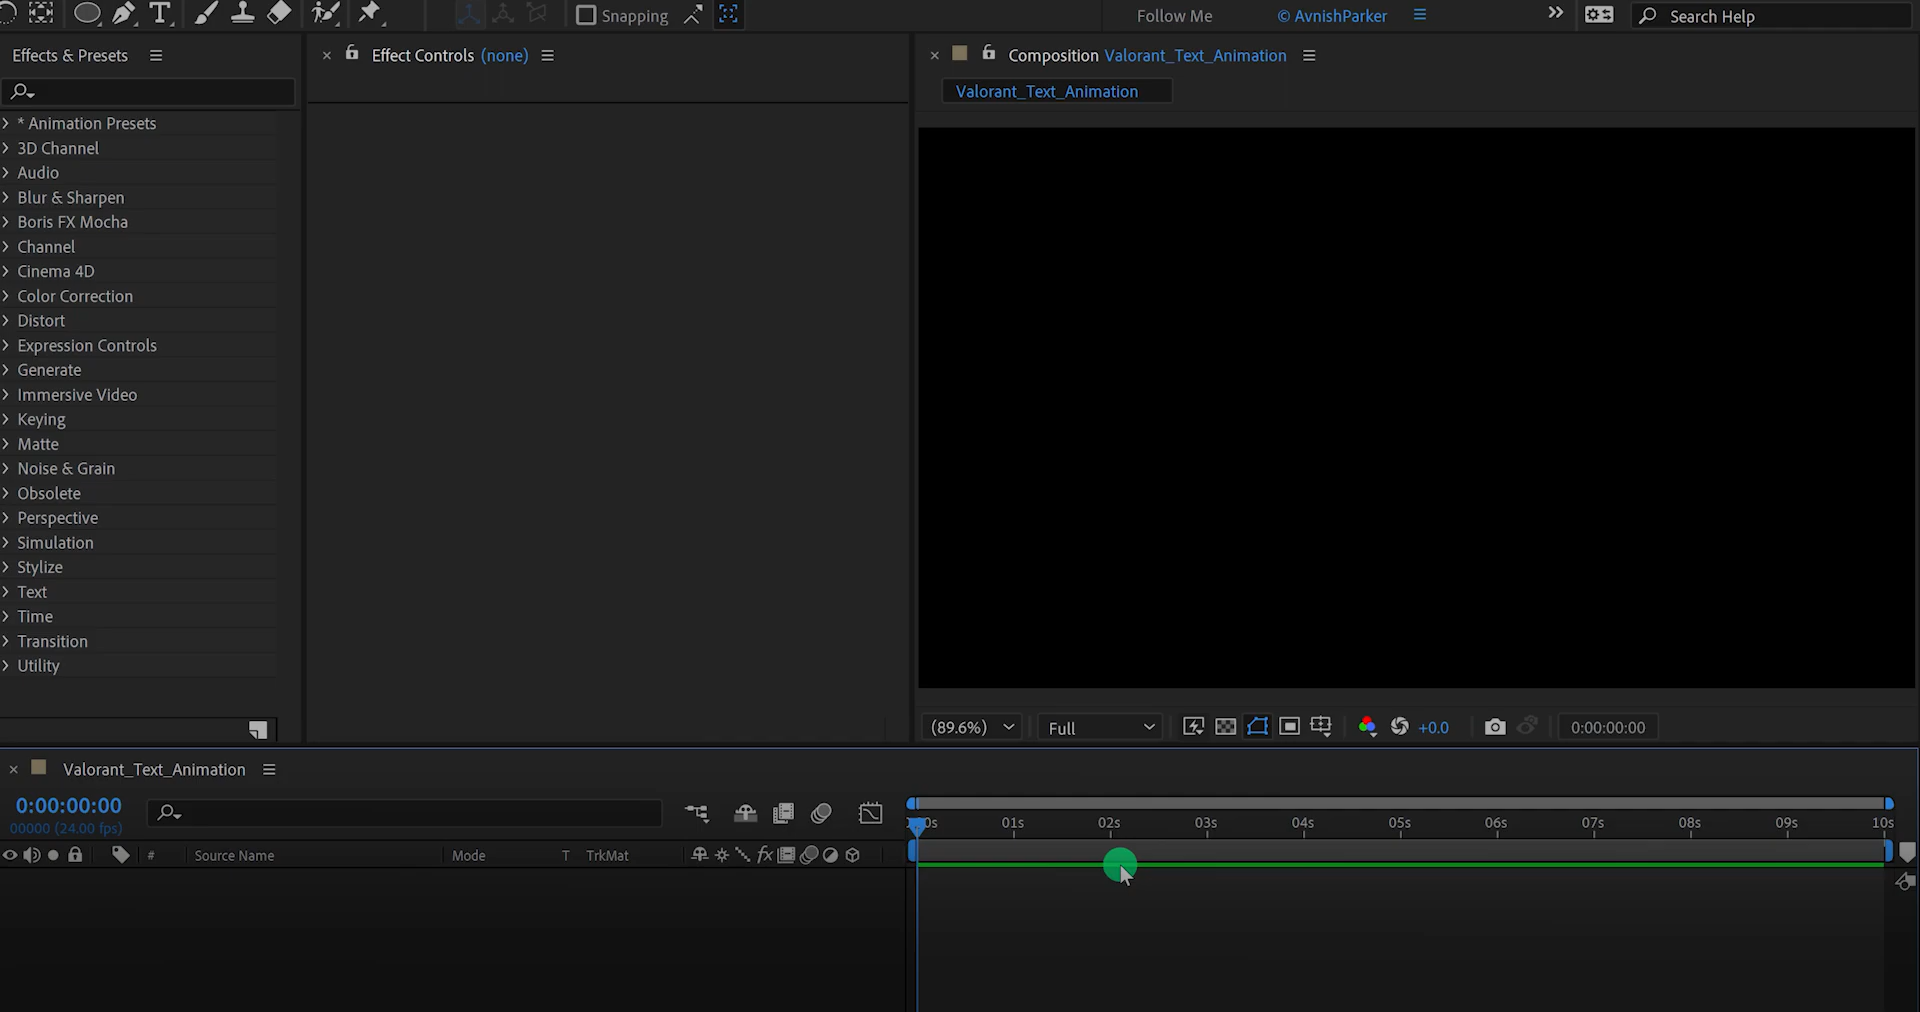 Snapping
Follow Me
© AvnishParker
Search Help
Effects & Presets
Effect Controls (none)
Composition Valorant_Text_Animation
Valorant_Text_Animation
* Animation Presets
3D Channel
Audio
Blur & Sharpen
Boris FX Mocha
Channel
Cinema 4D
Color Correction
Distort
Expression Controls
Generate
Immersive Video
Keying
Matte
Noise & Grain
Obsolete
Perspective
Simulation
Stylize
Text
Time
Transition
Utility
(89.6%)
Full
+0.0
0:00:00:00
Valorant_Text_Animation
0:00:00:00
00000 (24.00 fps)
01s 02s 03s 04s 05s 06s 07s 08s 09s 10s
# Source Name Mode T TrkMat fx